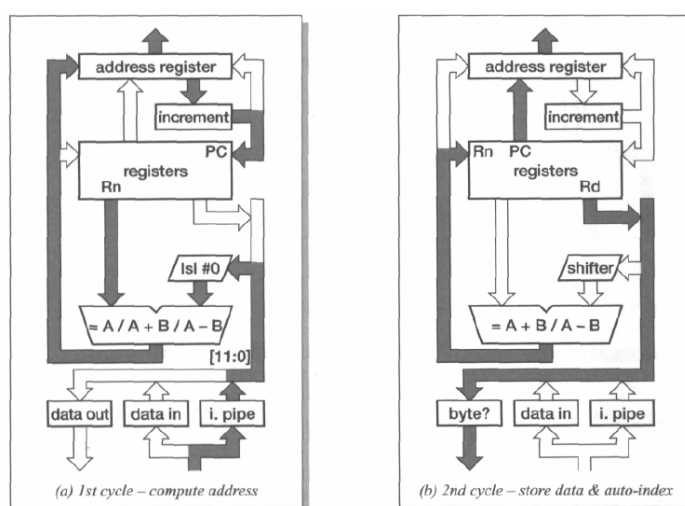 address register
increment
PC
registers
Rn
lsl #0
= A / A + B / A - B
[11:0]
data out
data in
i. pipe
(a) 1st cycle – compute address
address register
increment
Rn
PC
registers
Rd
shifter
= A + B / A - B
byte?
data in
i. pipe
(b) 2nd cycle – store data & auto-index